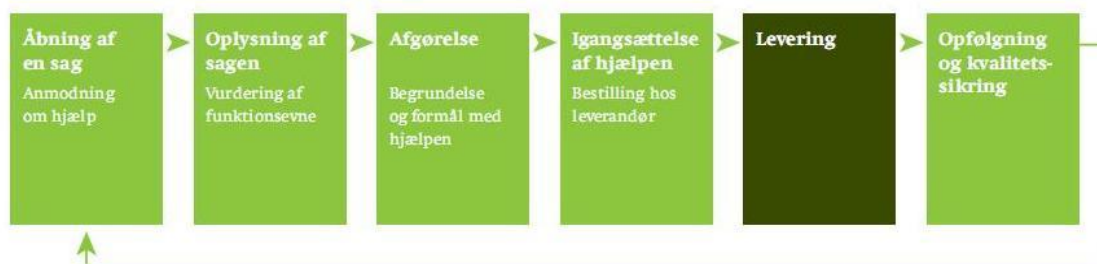 Åbning af
en sag
Anmodning
om hjælp
Oplysning af
sagen
Vurdering af
funktionsevne
Afgørelse
Begrundelse
og formål med
hjælpen
Igangsættelse
af hjælpen
Bestilling hos
leverandør
Levering
Opfølgning
og kvalitets-
sikring